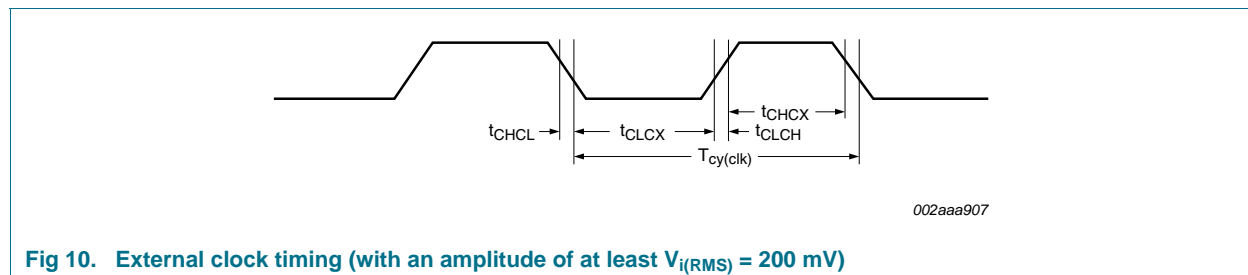 tCHCX
tCHCL
tCLCX
tCLCH
Tcy(clk)
002aaa907
Fig 10. External clock timing (with an amplitude of at least Vi(RMS) = 200 mV)